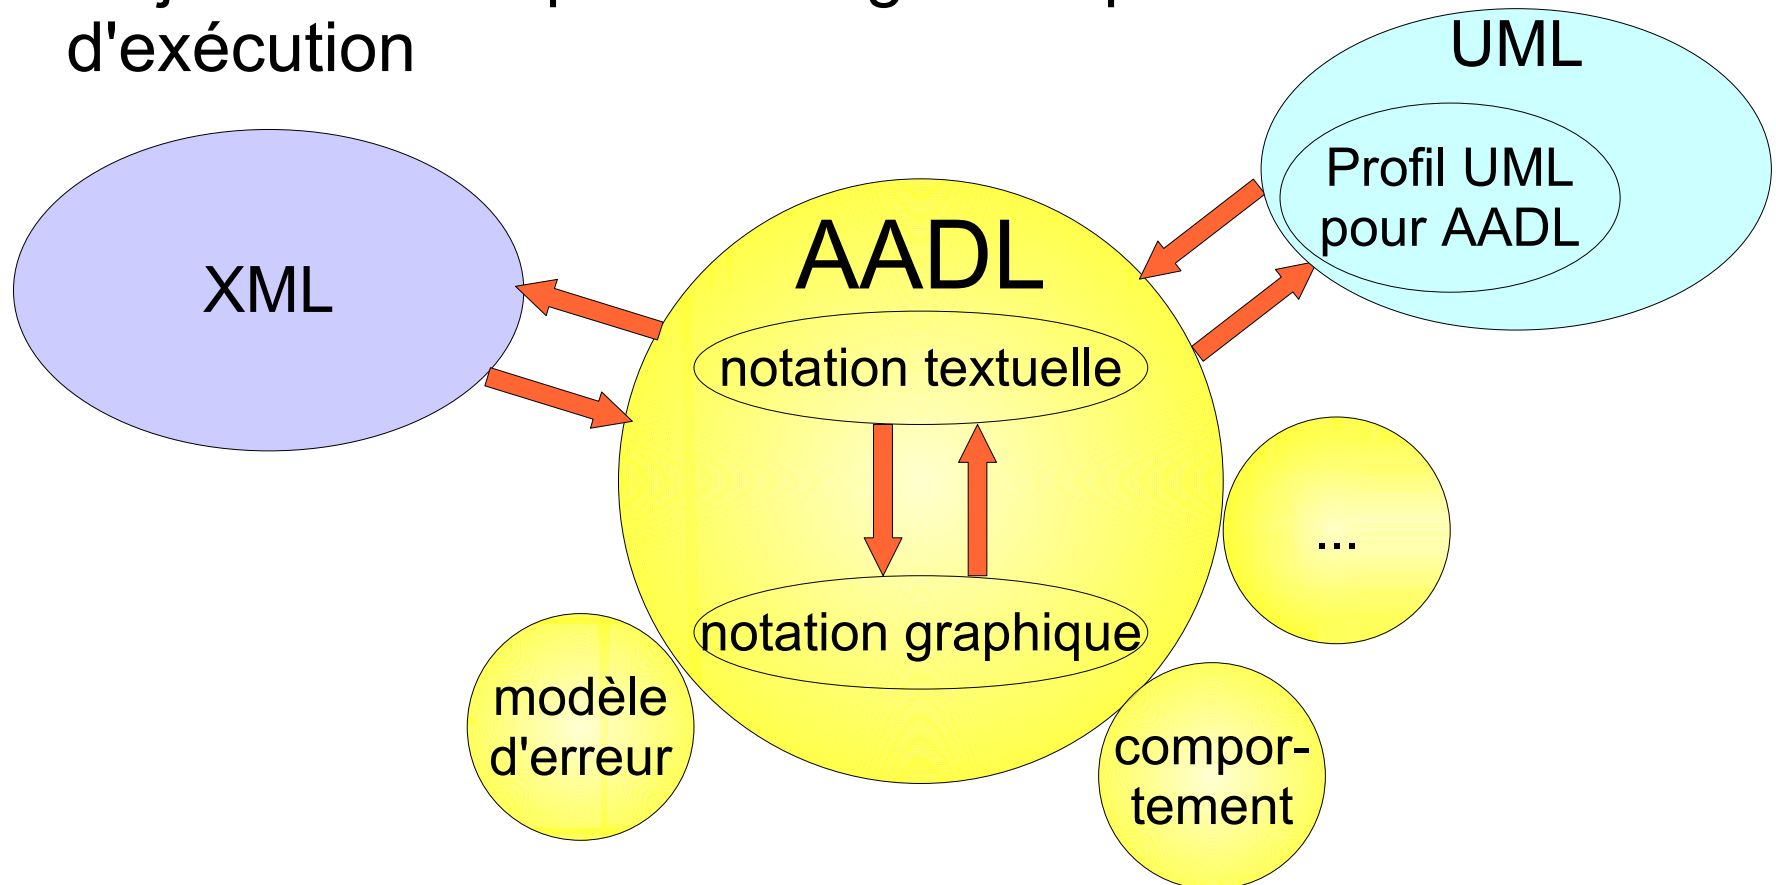 d'exécution
UML
Profil UML
pour AADL
XML
AADL
notation textuelle
notation graphique
...
modèle
d'erreur
compor-
tement